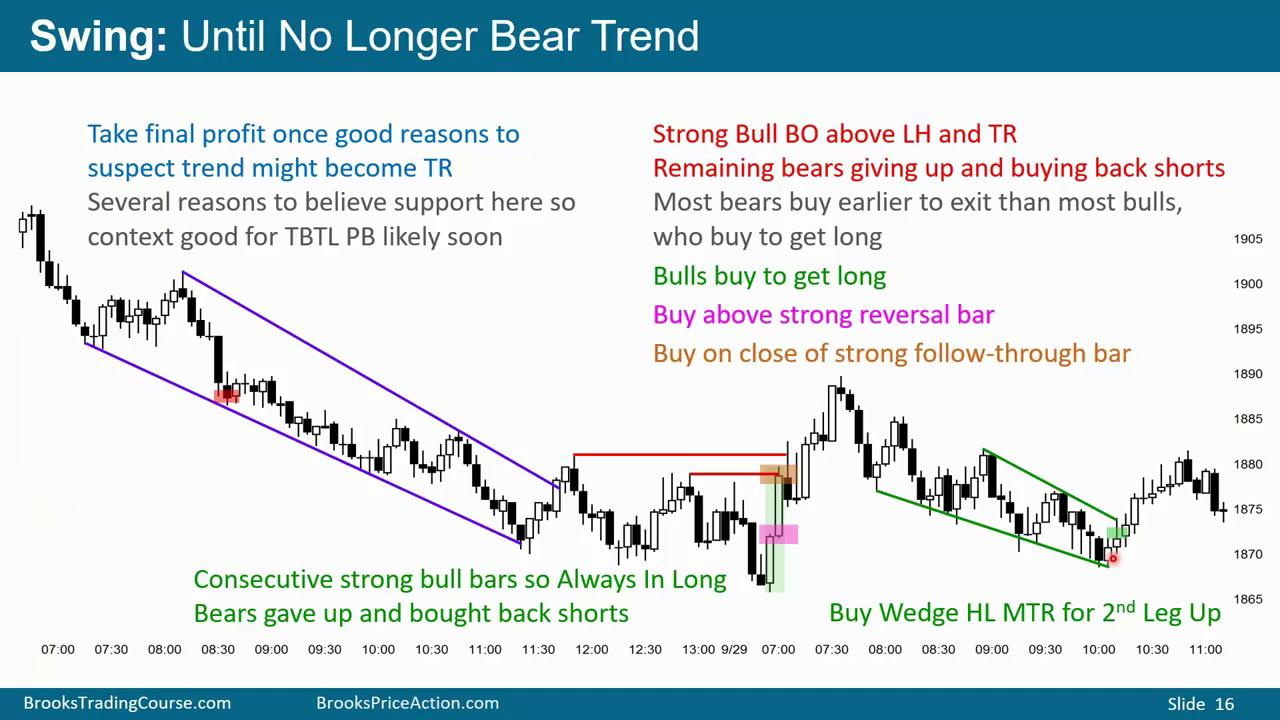 Swing: Until No Longer Bear Trend
Take final profit once good reasons to
suspect trend might become TR
Several reasons to believe support here so
context good for TBTL PB likely soon
Strong Bull BO above LH and TR
Remaining bears giving up and buying back shorts
Most bears buy earlier to exit than most bulls,
who buy to get long
Bulls buy to get long
Buy above strong reversal bar
Buy on close of strong follow-through bar
1905
1900
1895
1890
1885
1880
1875
1870
1865
Consecutive strong bull bars so Always In Long
Bears gave up and bought back shorts
Buy Wedge HL MTR for 2nd Leg Up
07:00 07:30 08:00 08:30 09:00 09:30 10:00 10:30 11:00 11:30 12:00 12:30 13:00 9/29 07:00 07:30 08:00 08:30 09:00 09:30 10:00 10:30 11:00
BrooksTradingCourse.com BrooksPriceAction.com Slide 16